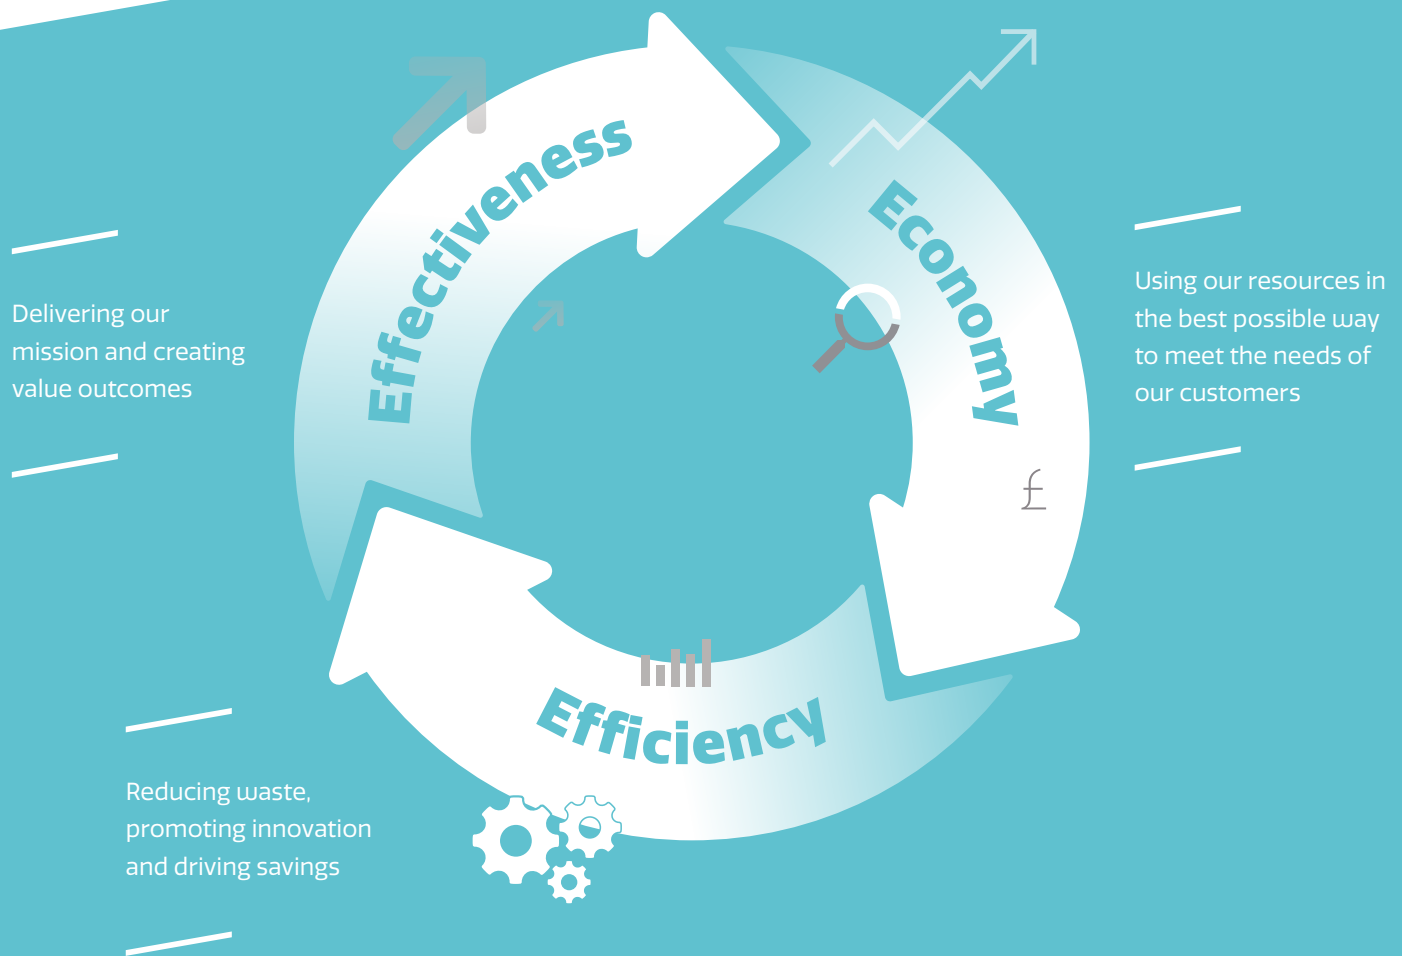 Effectiveness
Economy
Using our resources in
the best possible way
to meet the needs of
our customers
Delivering our
mission and creating
value outcomes
£
Efficiency
Reducing waste,
promoting innovation
and driving savings